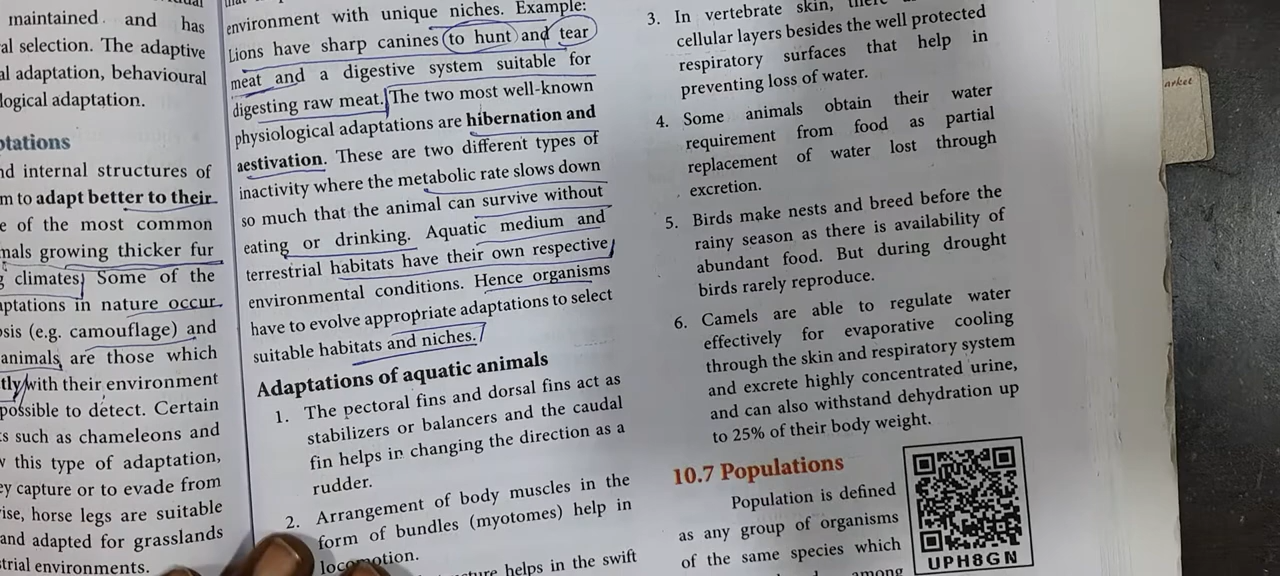 maintained and has
al selection. The adaptive
al adaptation, behavioural
logical adaptation.
nd internal structures of
m to adapt better to their
e of the most common
mals growing thicker fur
climates. Some of the
aptations in nature occur
osis (e.g. camouflage) and
animals, are those which
tly with their environment
possible to detect. Certain
s such as chameleons and
this type of adaptation,
ey capture or to evade from
ise, horse legs are suitable
and adapted for grasslands
strial environments.
environment with unique niches. Example:
Lions have sharp canines to hunt and tear
meat and a digestive system suitable for
digesting raw meat. The two most well-known
physiological adaptations are hibernation and
aestivation. These are two different types of
inactivity where the metabolic rate slows down
so much that the animal can survive without
eating or drinking. Aquatic medium and
terrestrial habitats have their own respective
environmental conditions. Hence organisms
have to evolve appropriate adaptations to select
suitable habitats and niches.
Adaptations of aquatic animals
1. The pectoral fins and dorsal fins act as
stabilizers or balancers and the caudal
fin helps in changing the direction as a
rudder.
2. Arrangement of body muscles in the
form of bundles (myotomes) help in
locomotion.
helps in the swift
3. In vertebrate skin,
cellular layers besides the well protected
respiratory surfaces that help in
preventing loss of water.
4. Some animals obtain their water
requirement from food as partial
replacement of water lost through
excretion.
5. Birds make nests and breed before the
rainy season as there is availability of
abundant food. But during drought
birds rarely reproduce.
6. Camels are able to regulate water
effectively for evaporative cooling
through the skin and respiratory system
and excrete highly concentrated urine,
and can also withstand dehydration up
to 25% of their body weight.
10.7 Populations
Population is defined
as any group of organisms
of the same species which
among
UPH8GN
arket